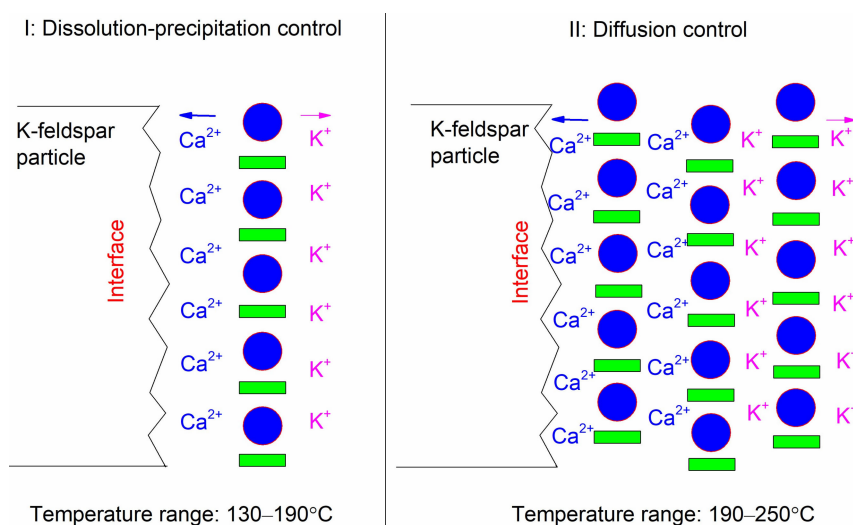 I: Dissolution-precipitation control
K-feldspar
particle
Interface
Ca²⁺ K⁺
Ca²⁺ K⁺
Ca²⁺ K⁺
Ca²⁺ K⁺
Ca²⁺ K⁺
Ca²⁺ K⁺
Temperature range: 130–190°C
II: Diffusion control
K-feldspar
particle
Interface
Ca²⁺ Ca²⁺ K⁺ K⁺
Ca²⁺ Ca²⁺ K⁺ K⁺
Ca²⁺ Ca²⁺ K⁺ K⁺
Ca²⁺ Ca²⁺ K⁺ K⁺
Ca²⁺ Ca²⁺ K⁺ K⁺
Ca²⁺ Ca²⁺ K⁺ K⁺
Temperature range: 190–250°C